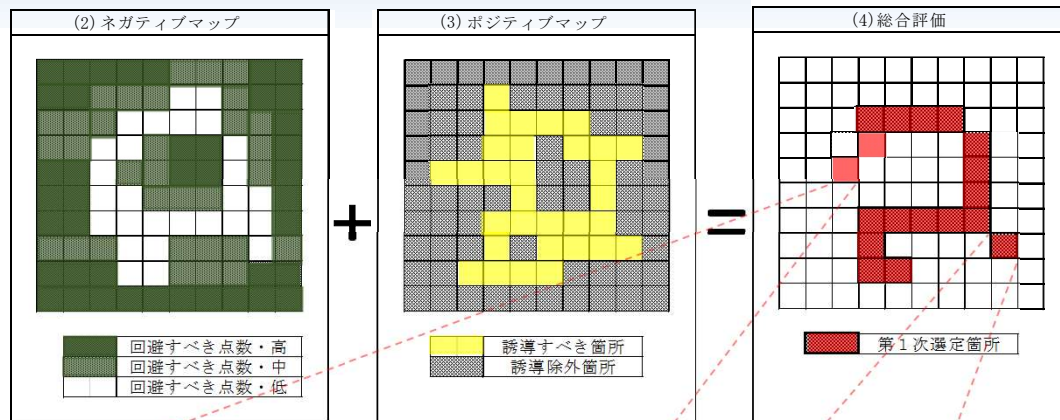 (2) ネガティブマップ
(3) ポジティブマップ
(4) 総合評価
+
=
回避すべき点数・高
回避すべき点数・中
回避すべき点数・低
誘導すべき箇所
誘導除外箇所
第1次選定箇所